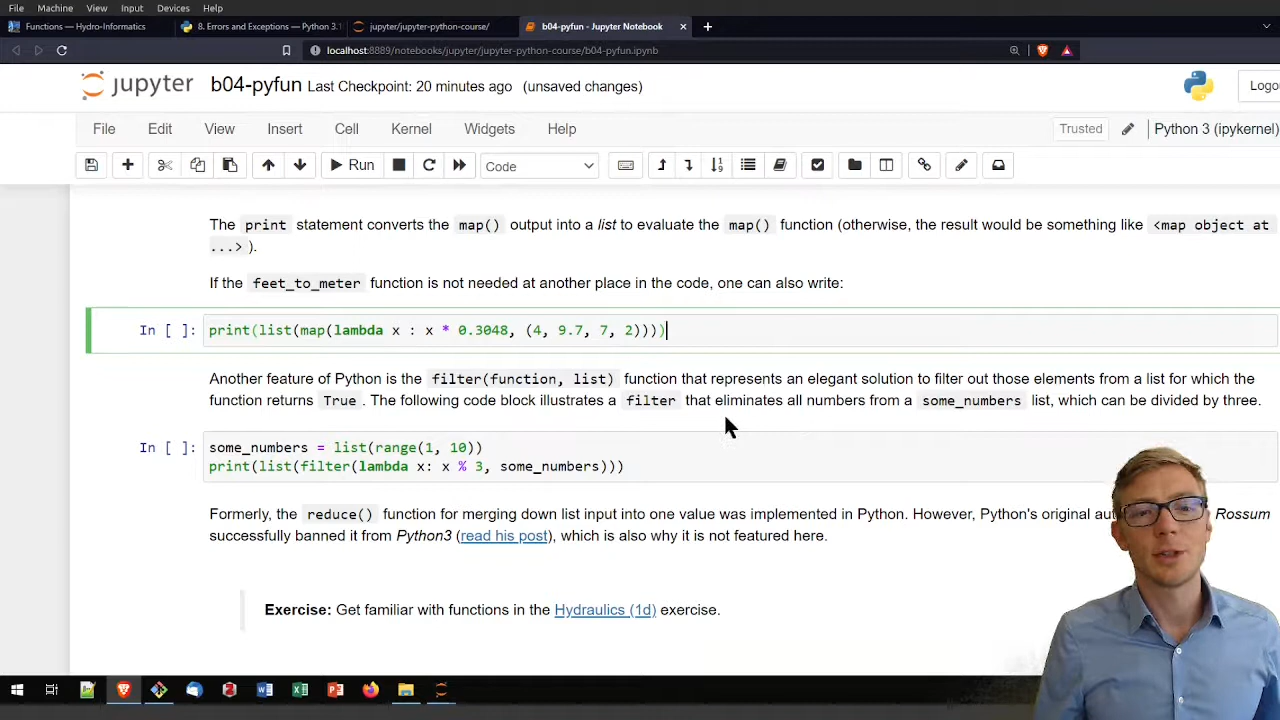 File Machine View Input Devices Help
Functions — Hydro-Informatics
8. Errors and Exceptions — Python 3.1
jupyter/jupyter-python-course/
b04-pyfun - Jupyter Notebook
localhost:8889/notebooks/jupyter/jupyter-python-course/b04-pyfun.ipynb
jupyter b04-pyfun Last Checkpoint: 20 minutes ago (unsaved changes)
File Edit View Insert Cell Kernel Widgets Help Trusted Python 3 (ipykernel)
Run Code
The print statement converts the map() output into a list to evaluate the map() function (otherwise, the result would be something like <map object at
...> ).
If the feet_to_meter function is not needed at another place in the code, one can also write:
In [ ]: print(list(map(lambda x : x * 0.3048, (4, 9.7, 7, 2))))
Another feature of Python is the filter(function, list) function that represents an elegant solution to filter out those elements from a list for which the
function returns True . The following code block illustrates a filter that eliminates all numbers from a some_numbers list, which can be divided by three.
In [ ]: some_numbers = list(range(1, 10))
print(list(filter(lambda x: x % 3, some_numbers)))
Formerly, the reduce() function for merging down list input into one value was implemented in Python. However, Python's original Rossum
successfully banned it from Python3 (read his post), which is also why it is not featured here.
Exercise: Get familiar with functions in the Hydraulics (1d) exercise.